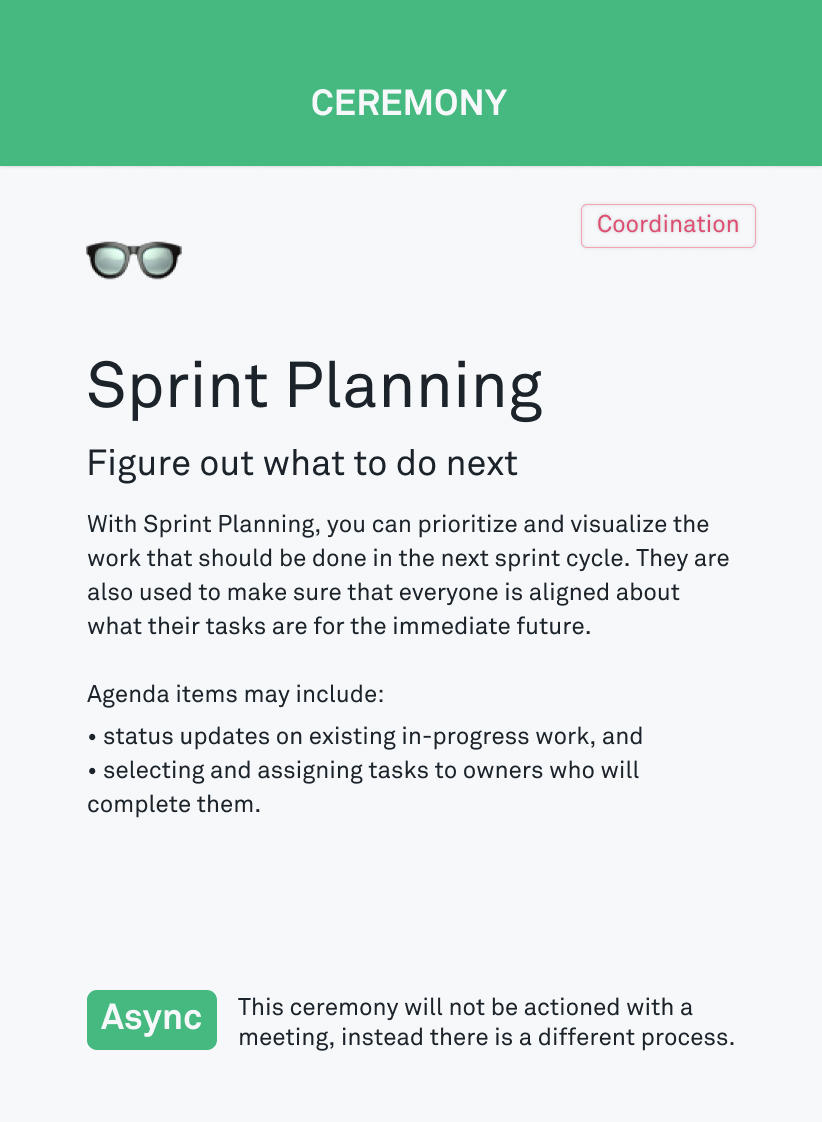 CEREMONY
Coordination
Sprint Planning
Figure out what to do next
With Sprint Planning, you can prioritize and visualize the
work that should be done in the next sprint cycle. They are
also used to make sure that everyone is aligned about
what their tasks are for the immediate future.
Agenda items may include:
• status updates on existing in-progress work, and
• selecting and assigning tasks to owners who will
complete them.
Async
This ceremony will not be actioned with a
meeting, instead there is a different process.